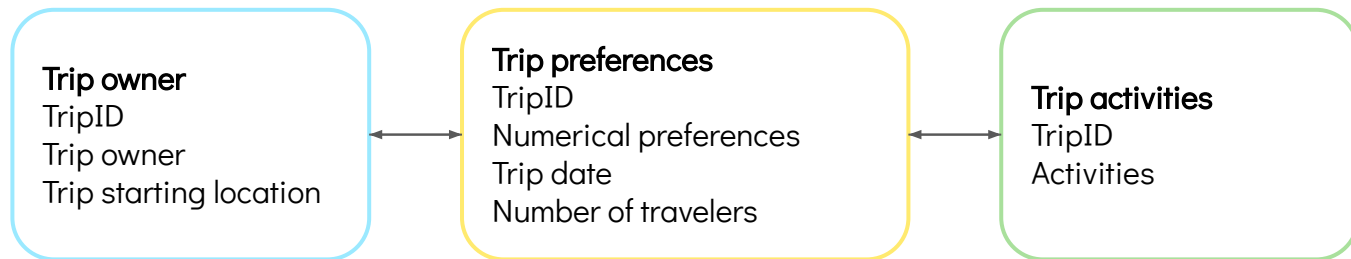 Trip owner
TripID
Trip owner
Trip starting location
Trip preferences
TripID
Numerical preferences
Trip date
Number of travelers
Trip activities
TripID
Activities